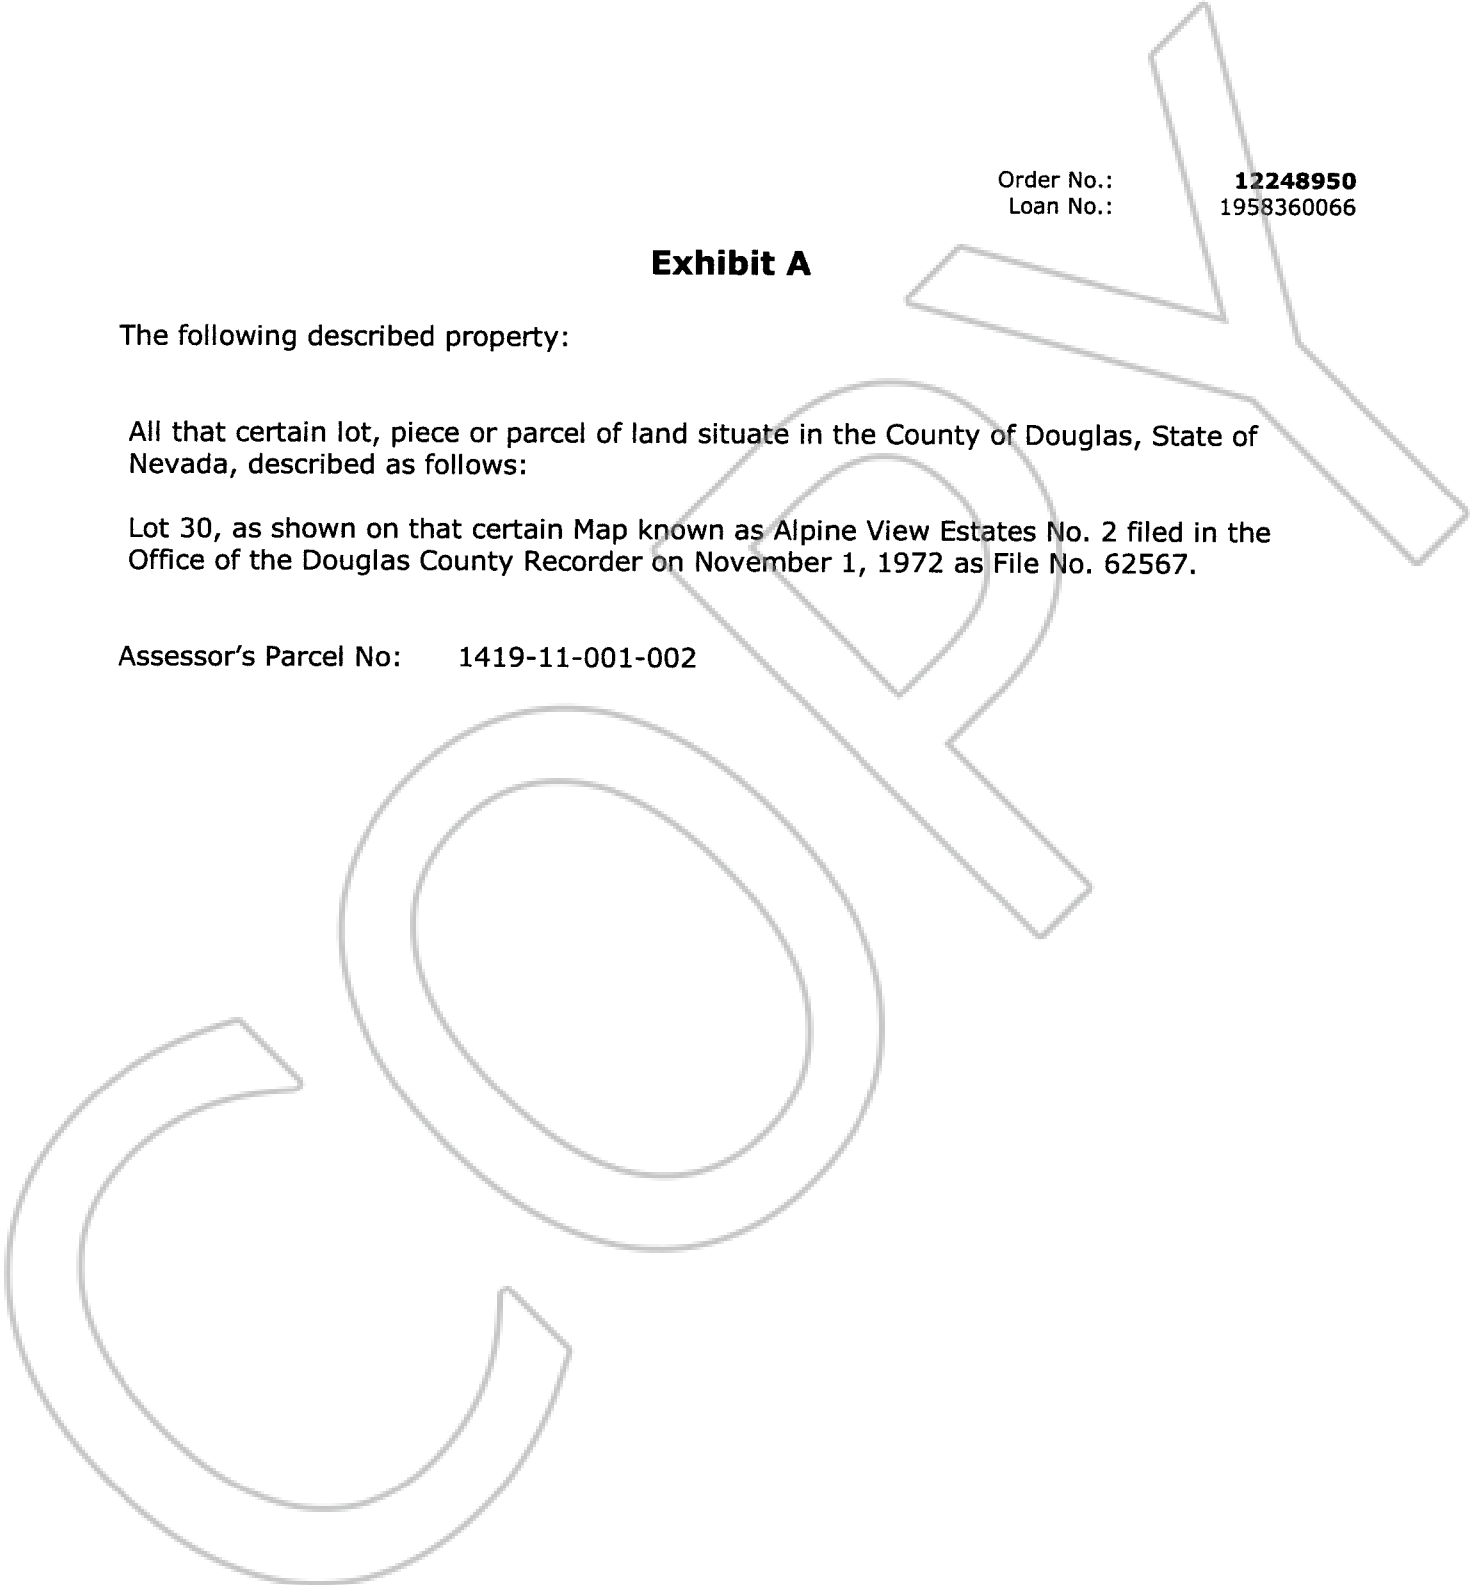 Order No.: 12248950
Loan No.: 1958360066
Exhibit A
The following described property:
All that certain lot, piece or parcel of land situate in the County of Douglas, State of
Nevada, described as follows:
Lot 30, as shown on that certain Map known as Alpine View Estates No. 2 filed in the
Office of the Douglas County Recorder on November 1, 1972 as File No. 62567.
Assessor's Parcel No: 1419-11-001-002
COPY